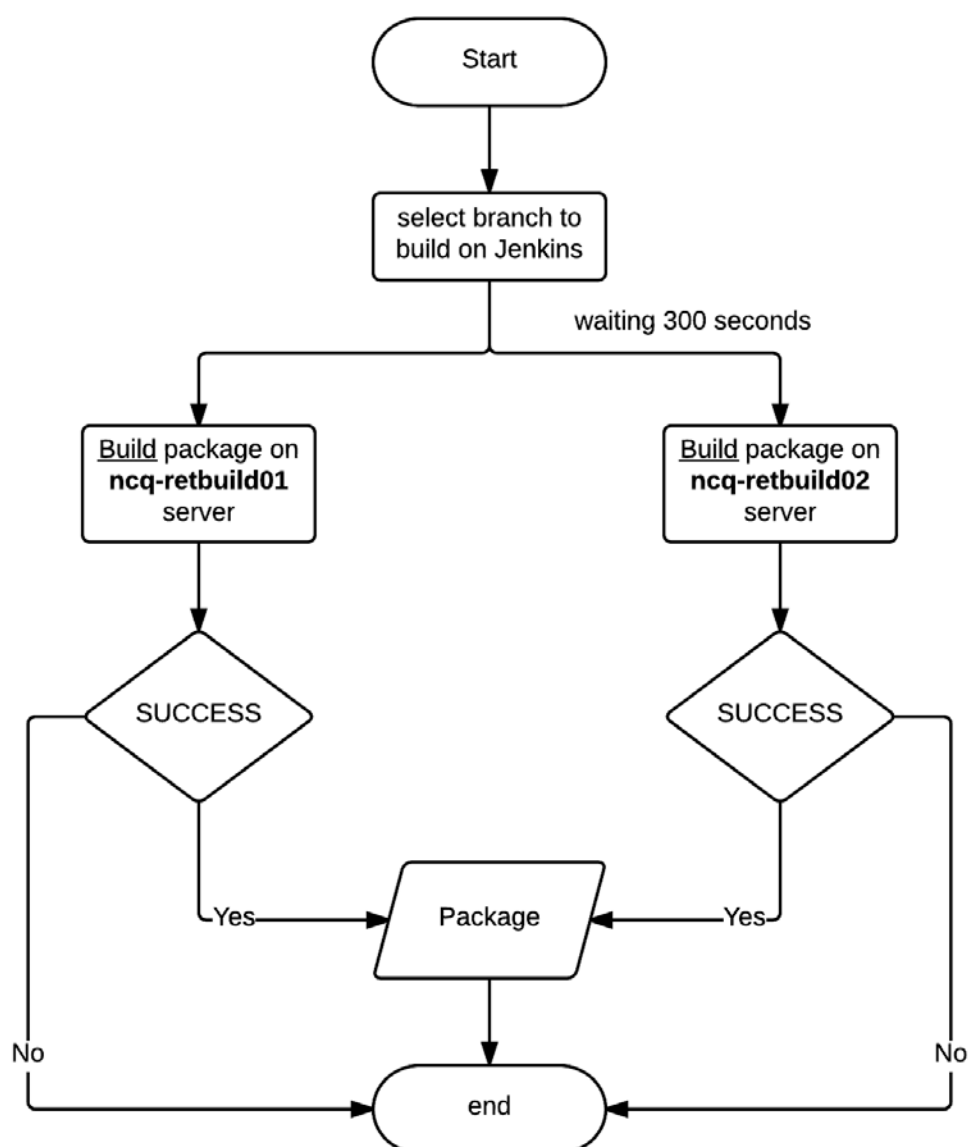 Start
select branch to
build on Jenkins
waiting 300 seconds
Build package on
ncq-retbuild01
server
Build package on
ncq-retbuild02
server
SUCCESS
SUCCESS
Yes
Package
Yes
No
No
end